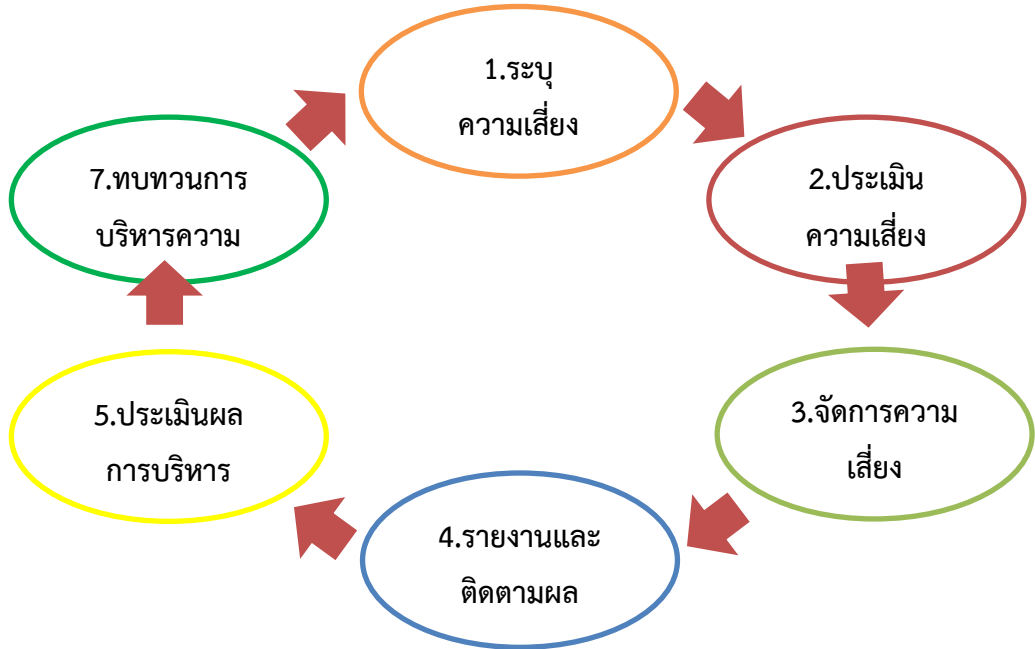 1.ระบุ
ความเสี่ยง
2.ประเมิน
ความเสี่ยง
3.จัดการความ
เสี่ยง
4.รายงานและ
ติดตามผล
5.ประเมินผล
การบริหาร
7.ทบทวนการ
บริหารความ